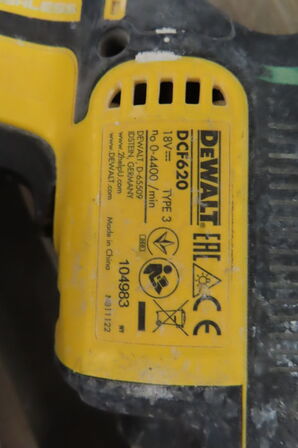 DEWALT
DCF620
18V TYPE 3
n0 0-4400 /min
DEWALT, D-65509
IDSTEIN, GERMANY
www.2helpU.com
www.DEWALT.com
Made in China
104983
EAC CE